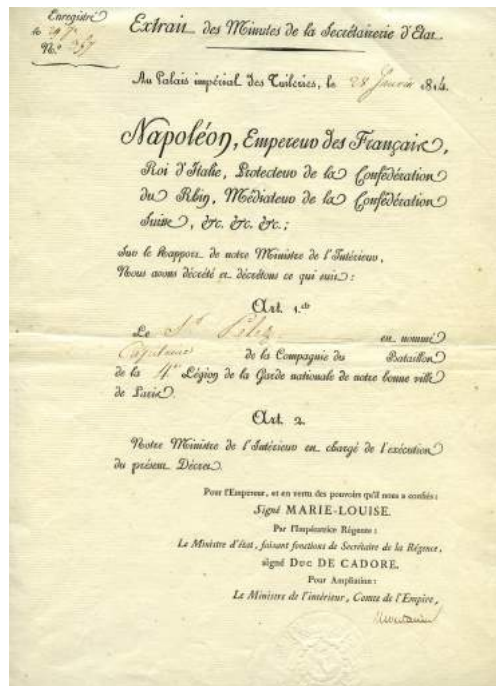 Enregistré
le
N.º 257
Extrait des Minutes de la Secrétairerie d'Etat
Au Palais impérial des Tuileries, le 28 Janvier 1814.
Napoléon, Empereur des Français,
Roi d'Italie, Protecteur de la Confédération
du Rhin, Médiateur de la Confédération
Suisse, &c. &c. &c.;
Sur le Rapport de notre Ministre de l'Intérieur,
Nous avons décrété et décrétons ce qui suit:
Art. 1.er
Le Sr. est nommé
Capitaine de la Compagnie du Bataillon
de la 4e Légion de la Garde nationale de notre bonne ville
de Paris.
Art. 2.
Notre Ministre de l'Intérieur est chargé de l'exécution
du présent Décret.
Pour l'Empereur, et en vertu des pouvoirs qu'il nous a confiés:
Signé MARIE-LOUISE.
Par l'Impératrice Régente:
Le Ministre d'état, faisant fonctions de Secrétaire de la Régence,
signé Duc DE CADORE.
Pour Ampliation:
Le Ministre de l'intérieur, Comte de l'Empire,